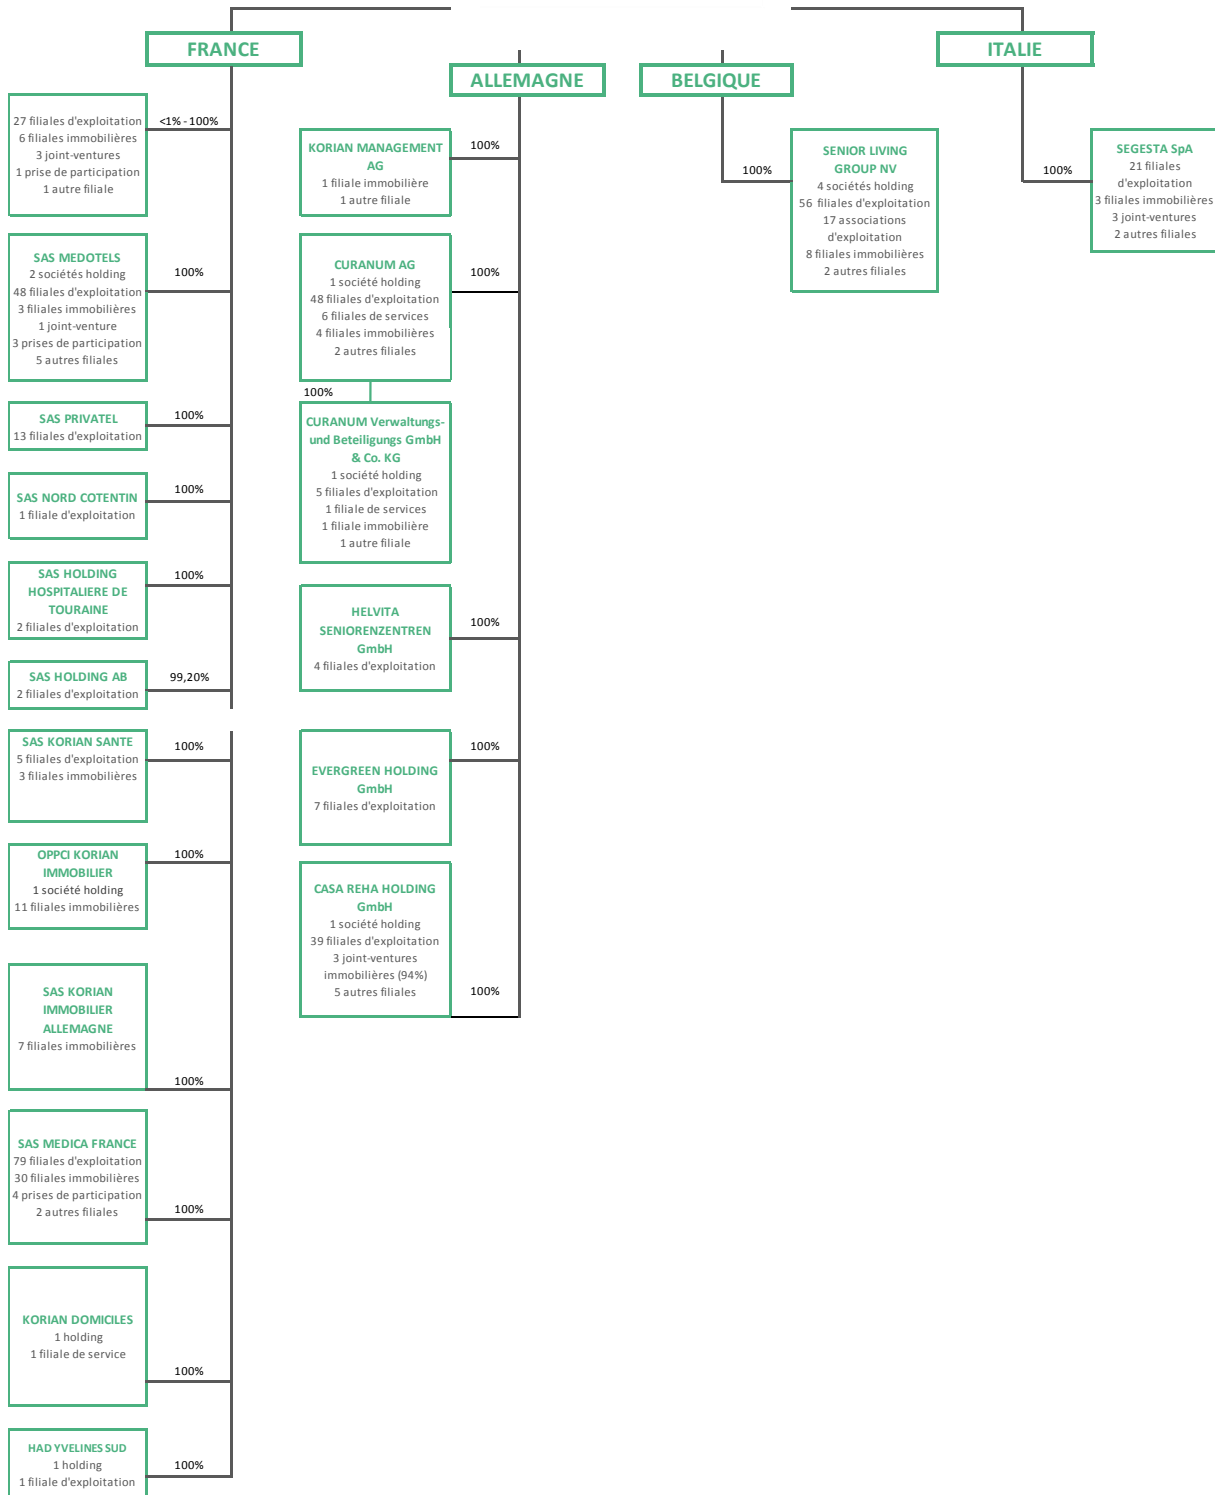 FRANCE
27 filiales d'exploitation
6 filiales immobilières
3 joint-ventures
1 prise de participation
1 autre filiale
<1% - 100%
SAS MEDOTELS
2 sociétés holding
48 filiales d'exploitation
3 filiales immobilières
1 joint-venture
3 prises de participation
5 autres filiales
100%
SAS PRIVATEL
13 filiales d'exploitation
100%
SAS NORD COTENTIN
1 filiale d'exploitation
100%
SAS HOLDING
HOSPITALIERE DE
TOURAINE
2 filiales d'exploitation
100%
SAS HOLDING AB
2 filiales d'exploitation
99,20%
SAS KORIAN SANTE
5 filiales d'exploitation
3 filiales immobilières
100%
OPPCI KORIAN
IMMOBILIER
1 société holding
11 filiales immobilières
100%
SAS KORIAN
IMMOBILIER
ALLEMAGNE
7 filiales immobilières
100%
SAS MEDICA FRANCE
79 filiales d'exploitation
30 filiales immobilières
4 prises de participation
2 autres filiales
100%
KORIAN DOMICILES
1 holding
1 filiale de service
100%
HAD YVELINES SUD
1 holding
1 filiale d'exploitation
100%
ALLEMAGNE
KORIAN MANAGEMENT
AG
1 filiale immobilière
1 autre filiale
100%
CURANUM AG
1 société holding
48 filiales d'exploitation
6 filiales de services
4 filiales immobilières
2 autres filiales
100%
100%
CURANUM Verwaltungs-
und Beteiligungs GmbH
& Co. KG
1 société holding
5 filiales d'exploitation
1 filiale de services
1 filiale immobilière
1 autre filiale
HELVITA
SENIORENZENTREN
GmbH
4 filiales d'exploitation
100%
EVERGREEN HOLDING
GmbH
7 filiales d'exploitation
100%
CASA REHA HOLDING
GmbH
1 société holding
39 filiales d'exploitation
3 joint-ventures
immobilières (94%)
5 autres filiales
100%
BELGIQUE
100%
SENIOR LIVING
GROUP NV
4 sociétés holding
56 filiales d'exploitation
17 associations
d'exploitation
8 filiales immobilières
2 autres filiales
ITALIE
100%
SEGESTA SpA
21 filiales
d'exploitation
3 filiales immobilières
3 joint-ventures
2 autres filiales